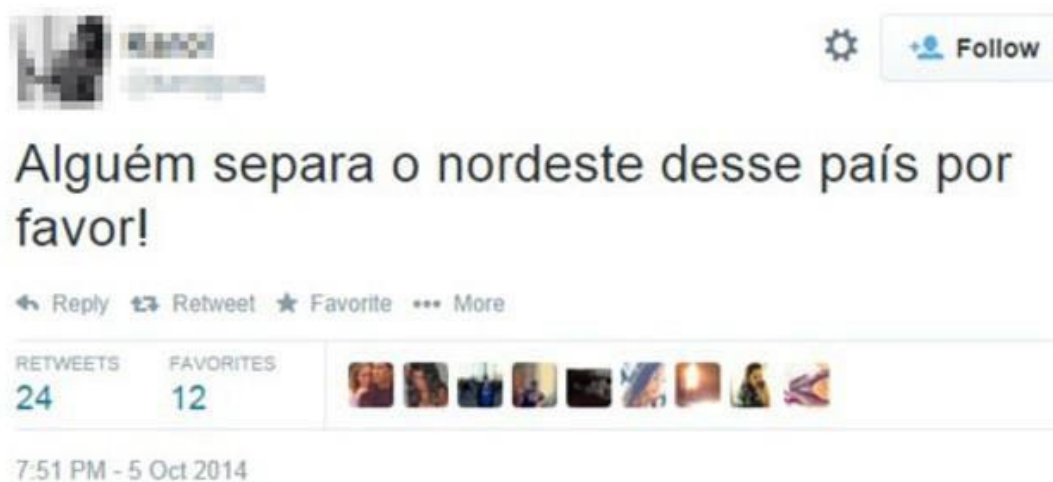 Follow
Alguém separa o nordeste desse país por
favor!
Reply Retweet Favorite More
RETWEETS FAVORITES
24 12
7:51 PM - 5 Oct 2014